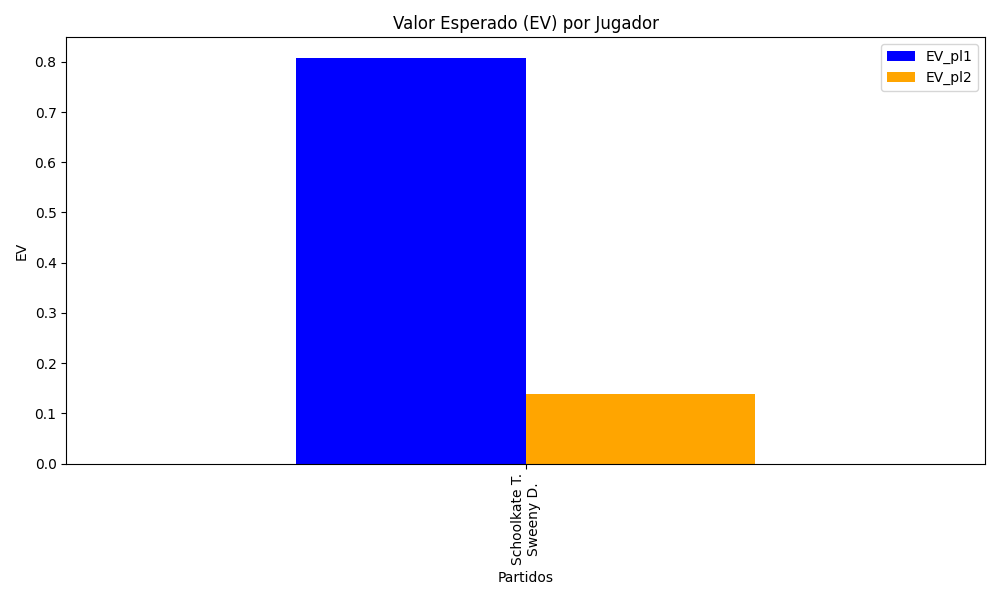 Valor Esperado (EV) por Jugador
EV_pl1
EV_pl2
0.8
0.7
0.6
0.5
0.4
0.3
0.2
0.1
0.0
EV
Schoolkate T.
Sweeny D.
Partidos